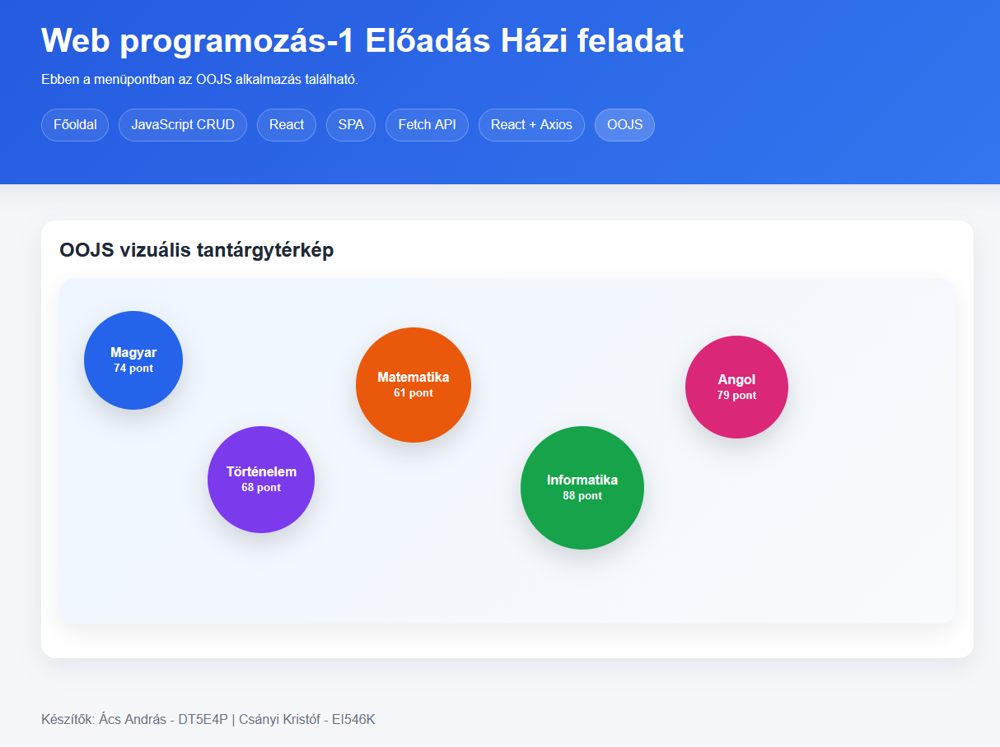 Web programozás-1 Előadás Házi feladat
Ebben a menüpontban az OOJS alkalmazás található.
Főoldal JavaScript CRUD React SPA Fetch API React + Axios OOJS
OOJS vizuális tantárgytérkép
Magyar
74 pont
Matematika
61 pont
Angol
79 pont
Történelem
68 pont
Informatika
88 pont
Készítők: Ács András - DT5E4P | Csányi Kristóf - EI546K